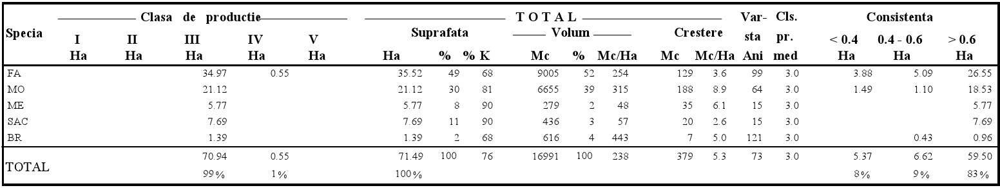 Clasa de productie T O T A L Var- Cls. Consistenta
Specia I II III IV V Suprafata Volum Crestere sta pr. < 0.4 0.4 - 0.6 > 0.6
Ha Ha Ha Ha Ha Ha % % K Mc % Mc/Ha Mc Mc/Ha Ani med Ha Ha Ha
FA 34.97 0.55 35.52 49 68 9005 52 254 129 3.6 99 3.0 3.88 5.09 26.55
MO 21.12 21.12 30 81 6655 39 315 188 8.9 64 3.0 1.49 1.10 18.53
ME 5.77 5.77 8 90 279 2 48 35 6.1 15 3.0 5.77
SAC 7.69 7.69 11 90 436 3 57 20 2.6 15 3.0 7.69
BR 1.39 1.39 2 68 616 4 443 7 5.0 121 3.0 0.43 0.96
TOTAL 70.94 0.55 71.49 100 76 16991 100 238 379 5.3 73 3.0 5.37 6.62 59.50
99% 1% 100% 8% 9% 83%